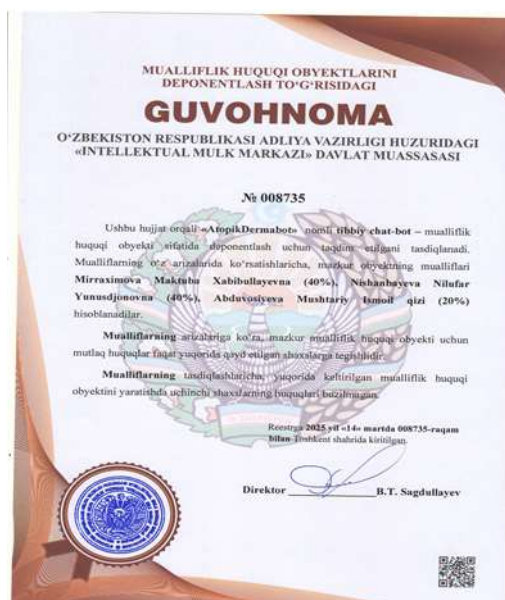 MUALLIFLIK HUQUQI OBYEKTLARINI
DEPONENTLASH TO‘G‘RISIDAGI
GUVOHNOMA
O‘ZBEKISTON RESPUBLIKASI ADLIYA VAZIRLIGI HUZURIDAGI
«INTELLEKTUAL MULK MARKAZI» DAVLAT MUASSASASI
№ 008735
Ushbu hujjat orqali «AtopikDermabot» nomli tibbiy chat-bot – mualliflik
huquqi obyekti sifatida deponentlash uchun taqdim etilgani tasdiqlanadi.
Mualliflarning o‘z arizalarida ko‘rsatishlaricha, mazkur obyektning mualliflari
Mirraximova Maktuba Xabibullayevna (40%), Nishanbayeva Nilufar
Yunusdjonovna (40%), Abduvosiyeva Mushtariy Ismoil qizi (20%)
hisoblanadilar.
Mualliflarning arizalariga ko‘ra, mazkur mualliflik huquqi obyekti uchun
mutlaq huquqlar faqat yuqorida qayd etilgan shaxslarga tegishlidir.
Mualliflarning tasdiqlashlaricha, yuqorida keltirilgan mualliflik huquqi
obyektini yaratishda uchinchi shaxslarning huquqlari buzilmagan.
Reestrga 2025 yil «14» martda 008735-raqam
bilan Toshkent shahrida kiritilgan.
Direktor B.T. Sagdullayev